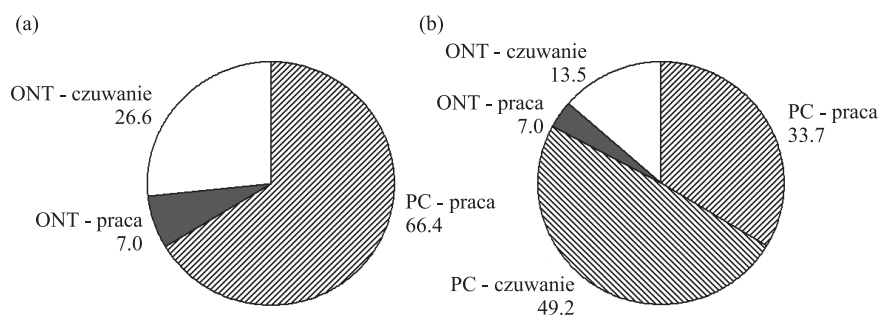 (a)
ONT - czuwanie
26.6
ONT - praca
7.0
PC - praca
66.4
(b)
ONT - czuwanie
13.5
ONT - praca
7.0
PC - praca
33.7
PC - czuwanie
49.2